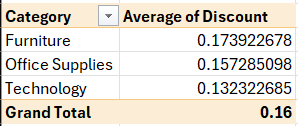 Category Average of Discount
Furniture 0.173922678
Office Supplies 0.157285098
Technology 0.132322685
Grand Total 0.16